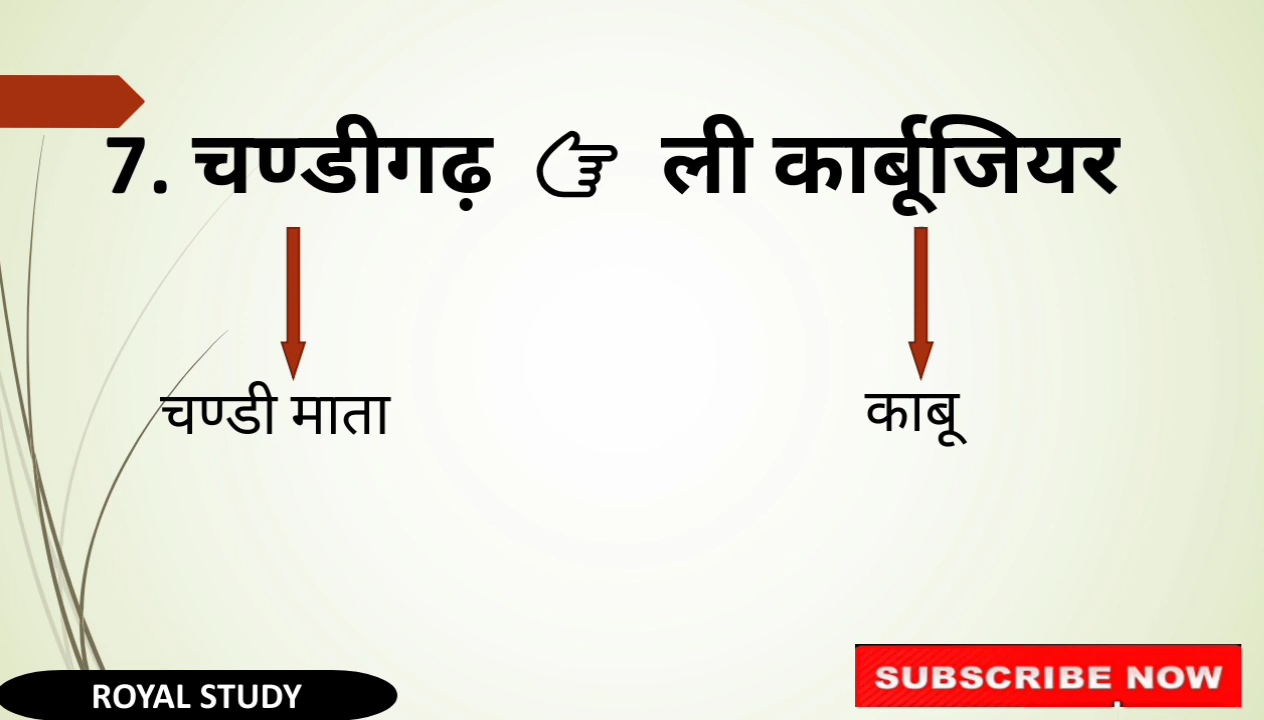 7. चण्डीगढ़ 👉 ली कार्बूजियर
चण्डी माता काबू
ROYAL STUDY
SUBSCRIBE NOW